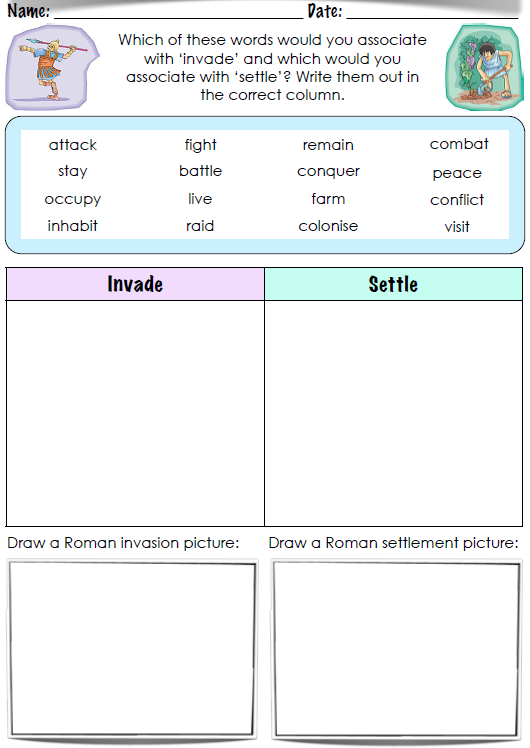 Name: ______________________ Date: ______________
Which of these words would you associate
with ‘invade’ and which would you
associate with ‘settle’? Write them out in
the correct column.
attack fight remain combat
stay battle conquer peace
occupy live farm conflict
inhabit raid colonise visit
Invade Settle
Draw a Roman invasion picture: Draw a Roman settlement picture: